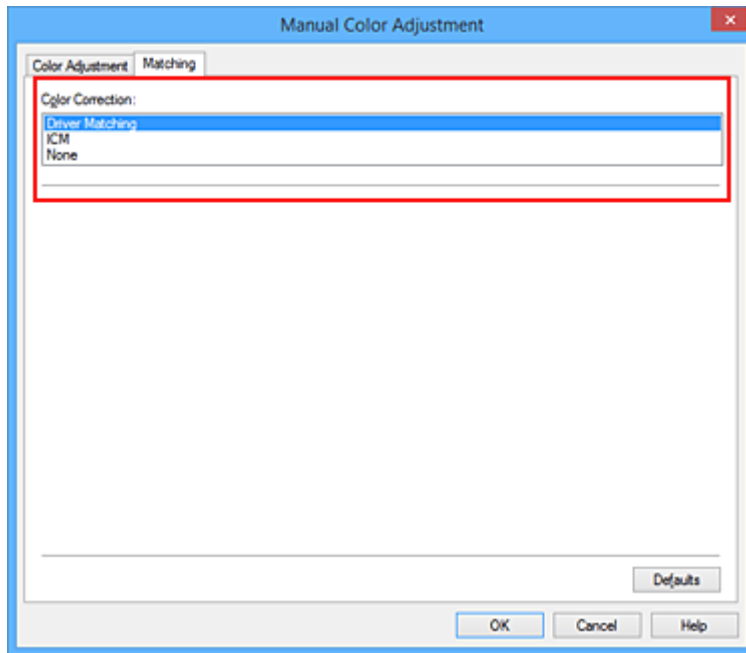 Manual Color Adjustment
Color Adjustment Matching
Color Correction:
Driver Matching
ICM
None
Defaults
OK Cancel Help